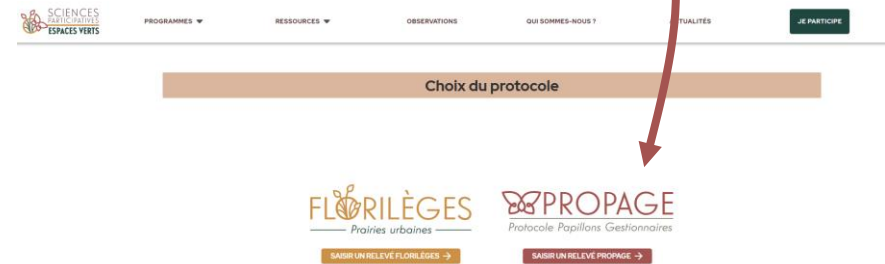 SCIENCES
PARTICIPATIVES
ESPACES VERTS
PROGRAMMES
RESSOURCES
OBSERVATIONS
QUI SOMMES-NOUS ?
TUALITÉS
JE PARTICIPE
Choix du protocole
FLORILÈGES
Prairies urbaines
SAISIR UN RELEVÉ FLORILÈGES →
PROPAGE
Protocole Papillons Gestionnaires
SAISIR UN RELEVÉ PROPAGE →